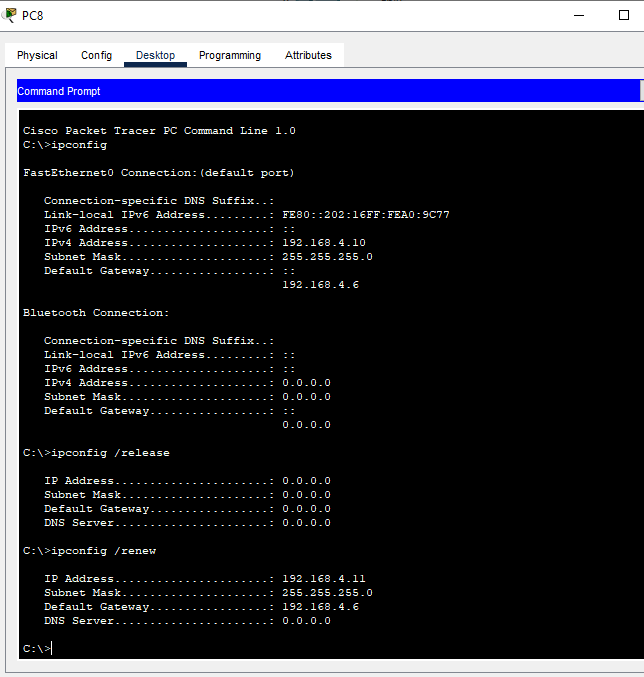 PC8
Physical Config Desktop Programming Attributes
Command Prompt
Cisco Packet Tracer PC Command Line 1.0
C:\>ipconfig
FastEthernet0 Connection:(default port)
Connection-specific DNS Suffix..:
Link-local IPv6 Address.........: FE80::202:16FF:FEA0:9C77
IPv6 Address....................: ::
IPv4 Address....................: 192.168.4.10
Subnet Mask.....................: 255.255.255.0
Default Gateway.................: ::
192.168.4.6
Bluetooth Connection:
Connection-specific DNS Suffix..:
Link-local IPv6 Address.........: ::
IPv6 Address....................: ::
IPv4 Address....................: 0.0.0.0
Subnet Mask.....................: 0.0.0.0
Default Gateway.................: ::
0.0.0.0
C:\>ipconfig /release
IP Address......................: 0.0.0.0
Subnet Mask.....................: 0.0.0.0
Default Gateway.................: 0.0.0.0
DNS Server......................: 0.0.0.0
C:\>ipconfig /renew
IP Address......................: 192.168.4.11
Subnet Mask.....................: 255.255.255.0
Default Gateway.................: 192.168.4.6
DNS Server......................: 0.0.0.0
C:\>